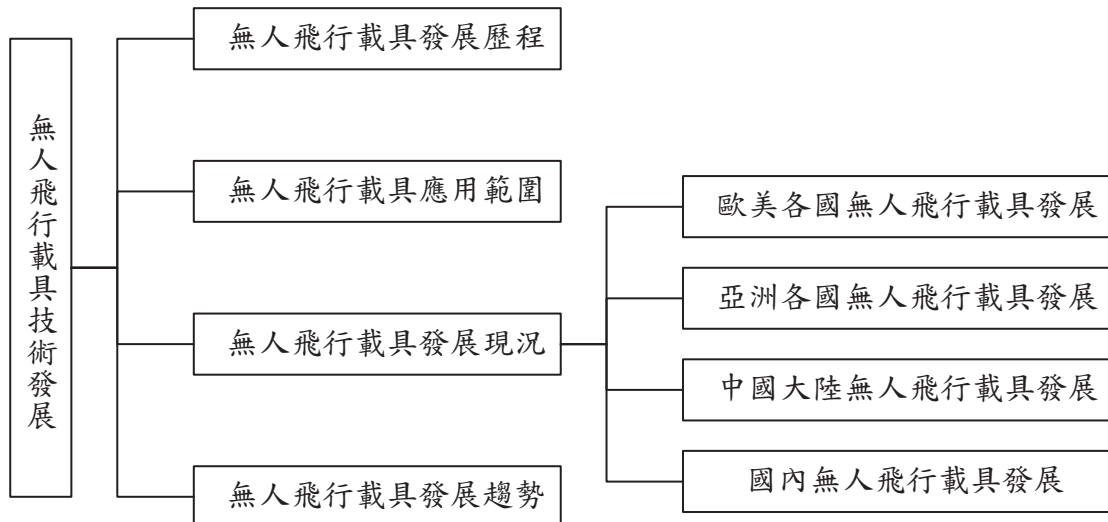 無人飛行載具技術發展
無人飛行載具發展歷程
無人飛行載具應用範圍
無人飛行載具發展現況
無人飛行載具發展趨勢
歐美各國無人飛行載具發展
亞洲各國無人飛行載具發展
中國大陸無人飛行載具發展
國內無人飛行載具發展